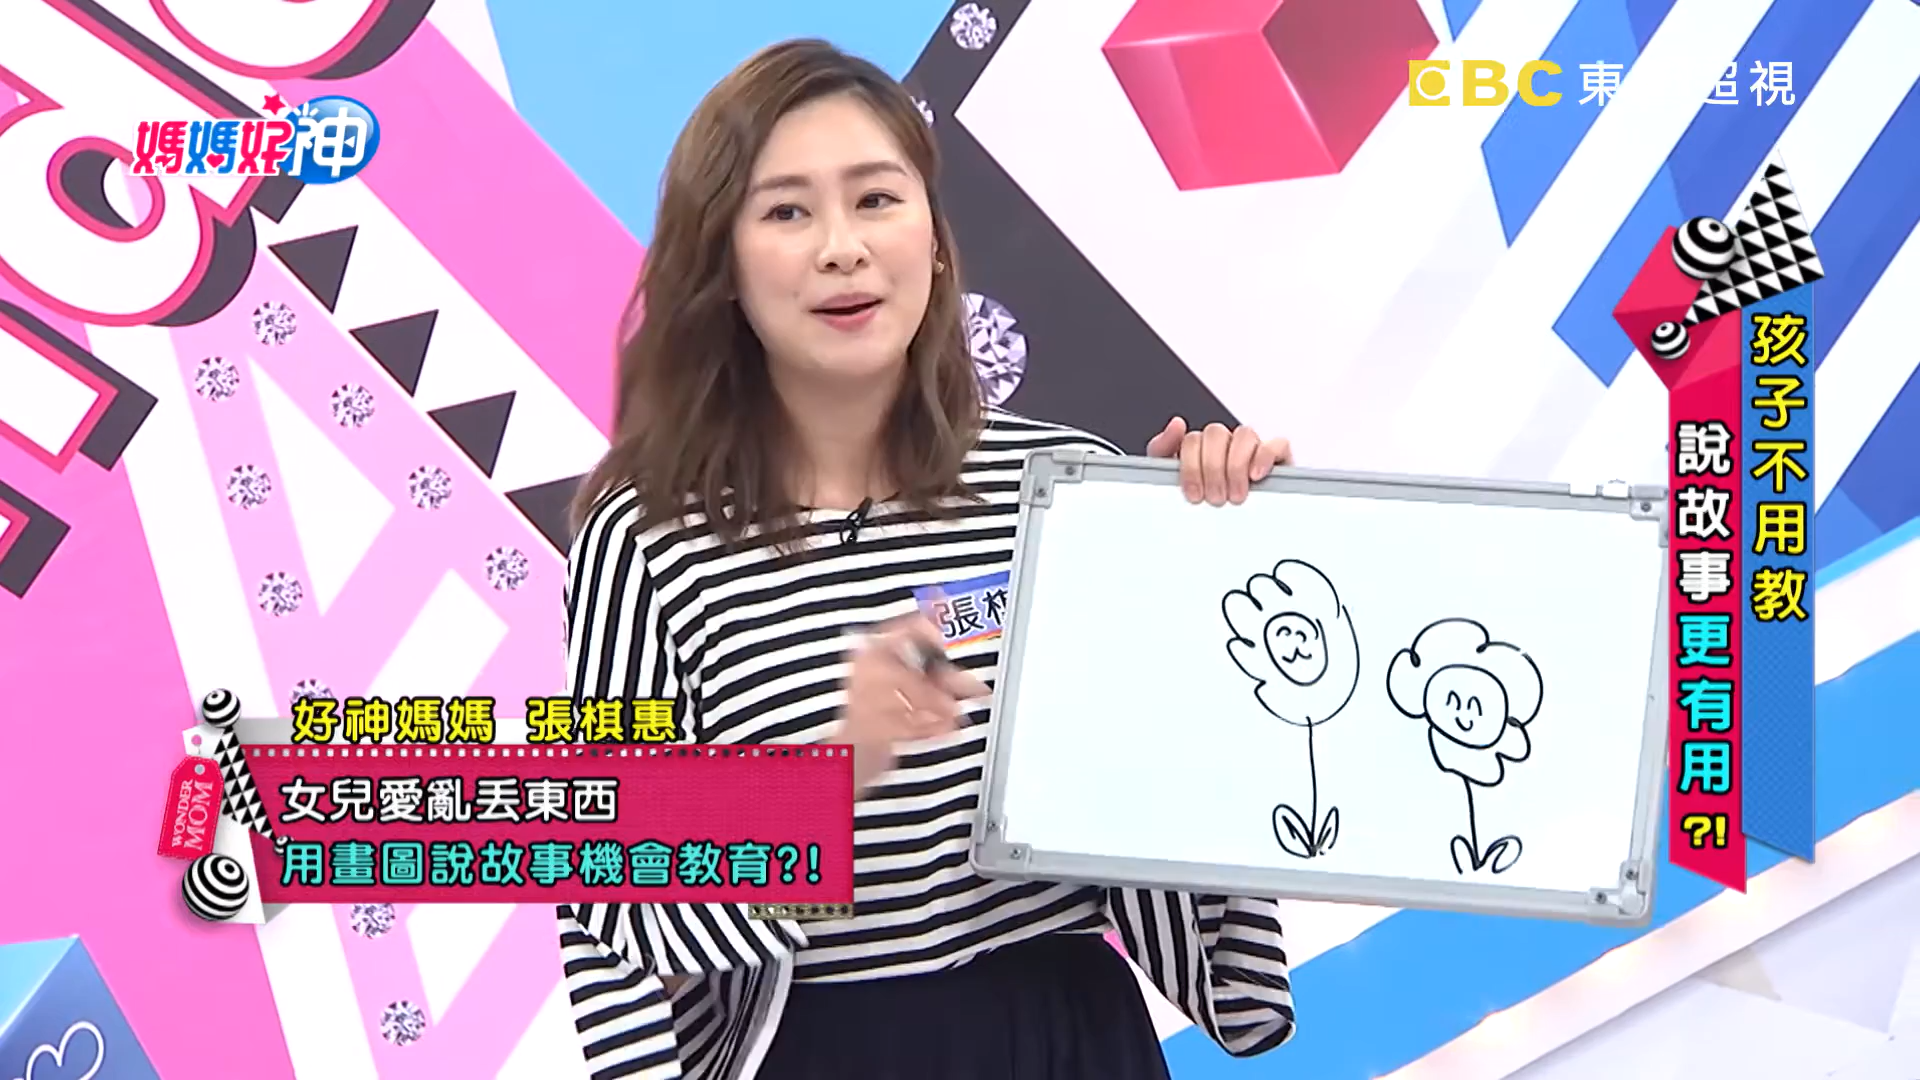 媽媽好神
EBC 東 超視
孩子不用教
說故事更有用?!
張棋
好神媽媽 張棋惠
女兒愛亂丟東西
用畫圖說故事機會教育?!
WONDER
MOM